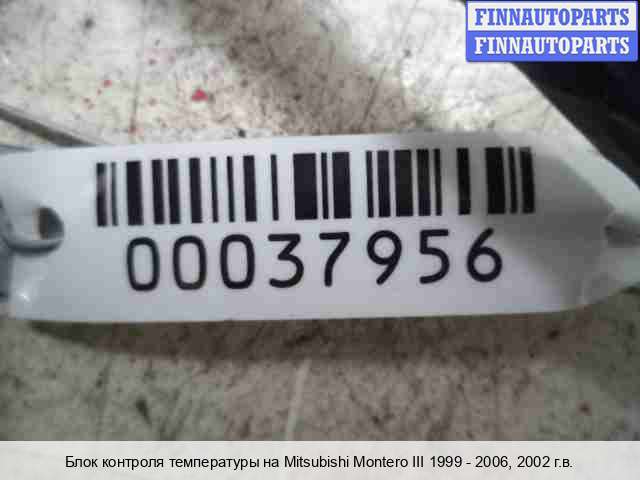 FINNAUTOPARTS
FINNAUTOPARTS
00037956
Блок контроля температуры на Mitsubishi Montero III 1999 - 2006, 2002 г.в.